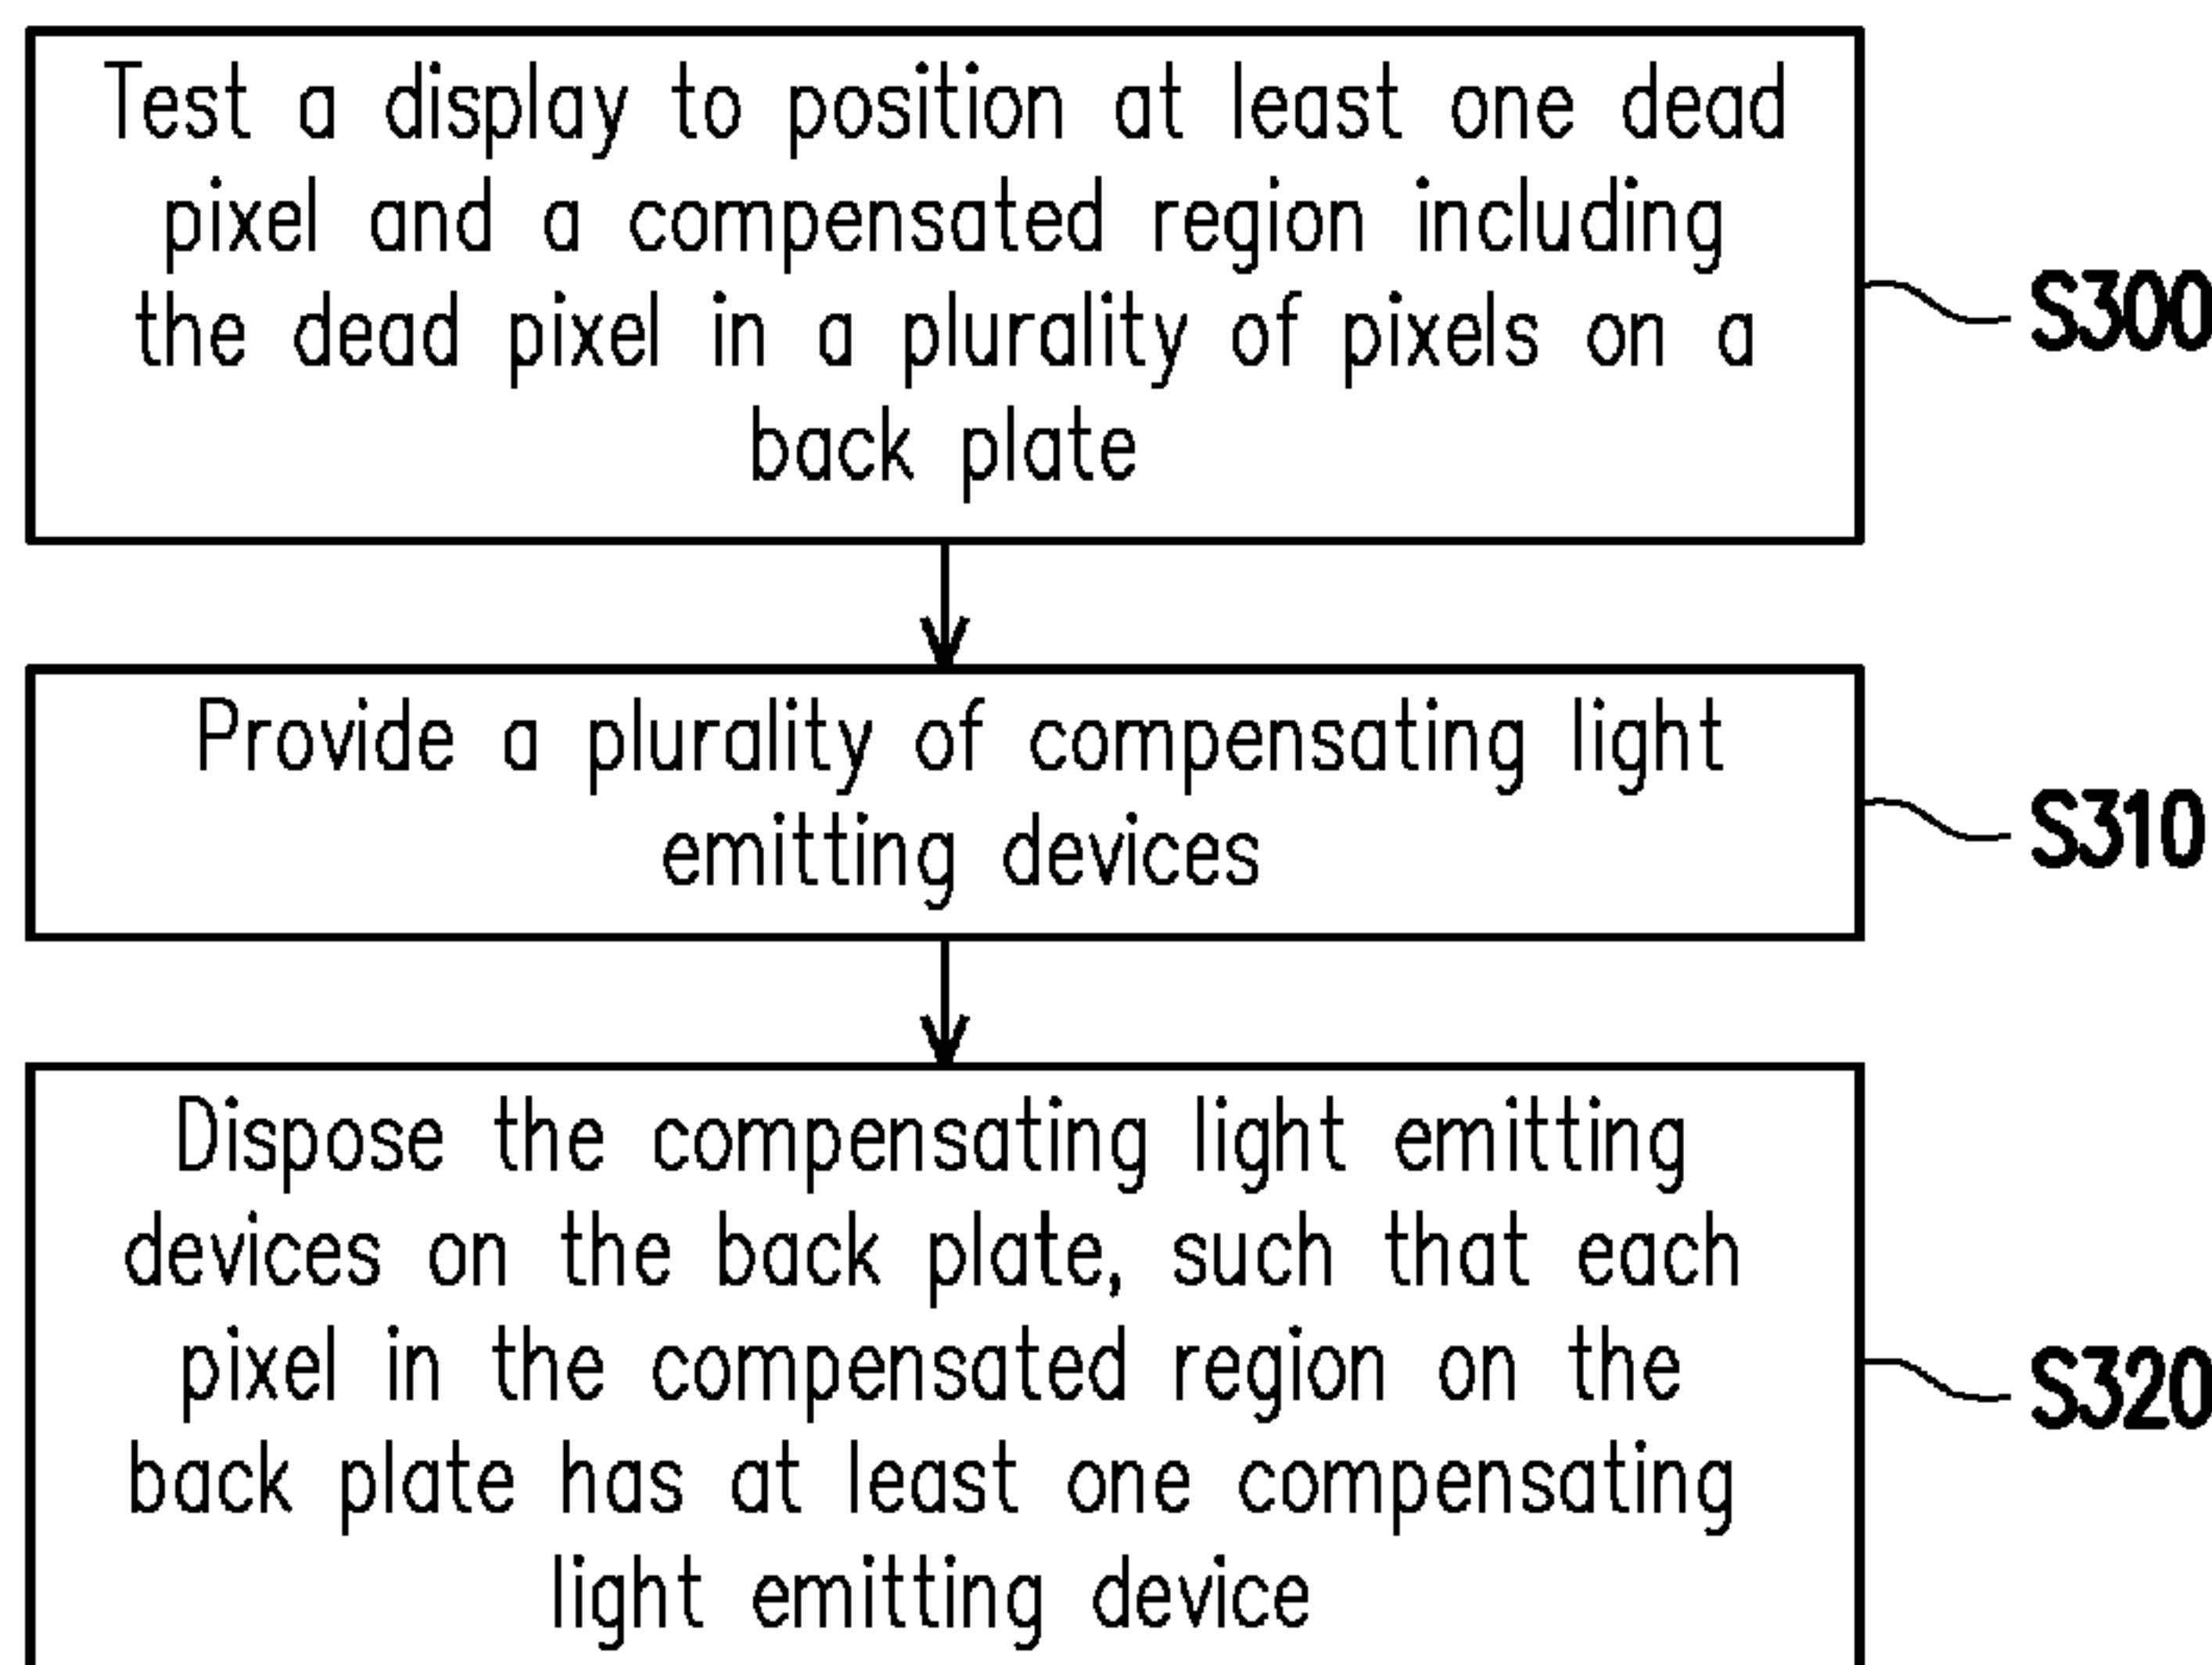 Test a display to position at least one dead
pixel and a compensated region including
the dead pixel in a plurality of pixels on a
back plate
S300
Provide a plurality of compensating light
emitting devices
S310
Dispose the compensating light emitting
devices on the back plate, such that each
pixel in the compensated region on the
back plate has at least one compensating
light emitting device
S320